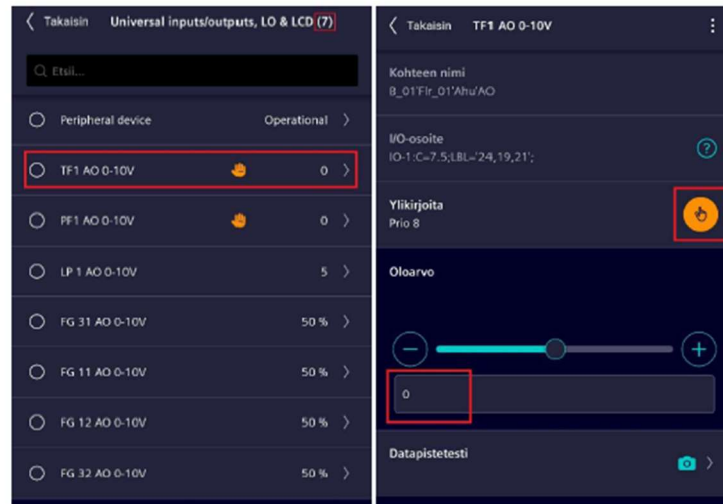 Takaisin Universal inputs/outputs, LO & LCD (7)
Etsii...
Peripheral device Operational
TF1 AO 0-10V 0
PF1 AO 0-10V 0
LP 1 AO 0-10V 5
FG 31 AO 0-10V 50 %
FG 11 AO 0-10V 50 %
FG 12 AO 0-10V 50 %
FG 32 AO 0-10V 50 %
Takaisin TF1 AO 0-10V
Kohteen nimi
B_01'Flr_01'Ahu'AO
I/O-osoite
IO-1:C=7.5;LBL='24,19,21';
Ylikirjoita
Prio 8
Oloarvo
0
Datapistetesti